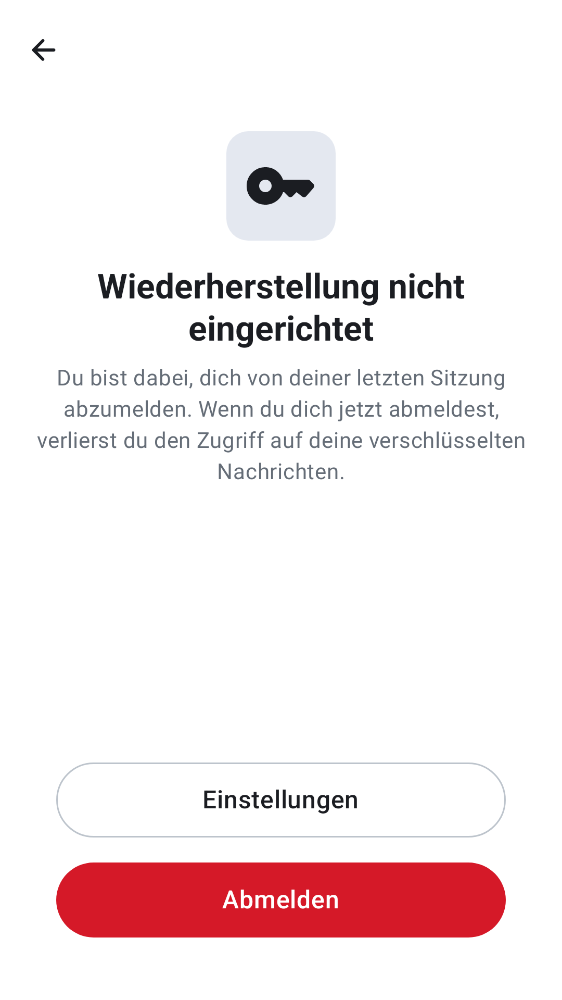 Wiederherstellung nicht
eingerichtet
Du bist dabei, dich von deiner letzten Sitzung
abzumelden. Wenn du dich jetzt abmeldest,
verlierst du den Zugriff auf deine verschlüsselten
Nachrichten.
Einstellungen
Abmelden